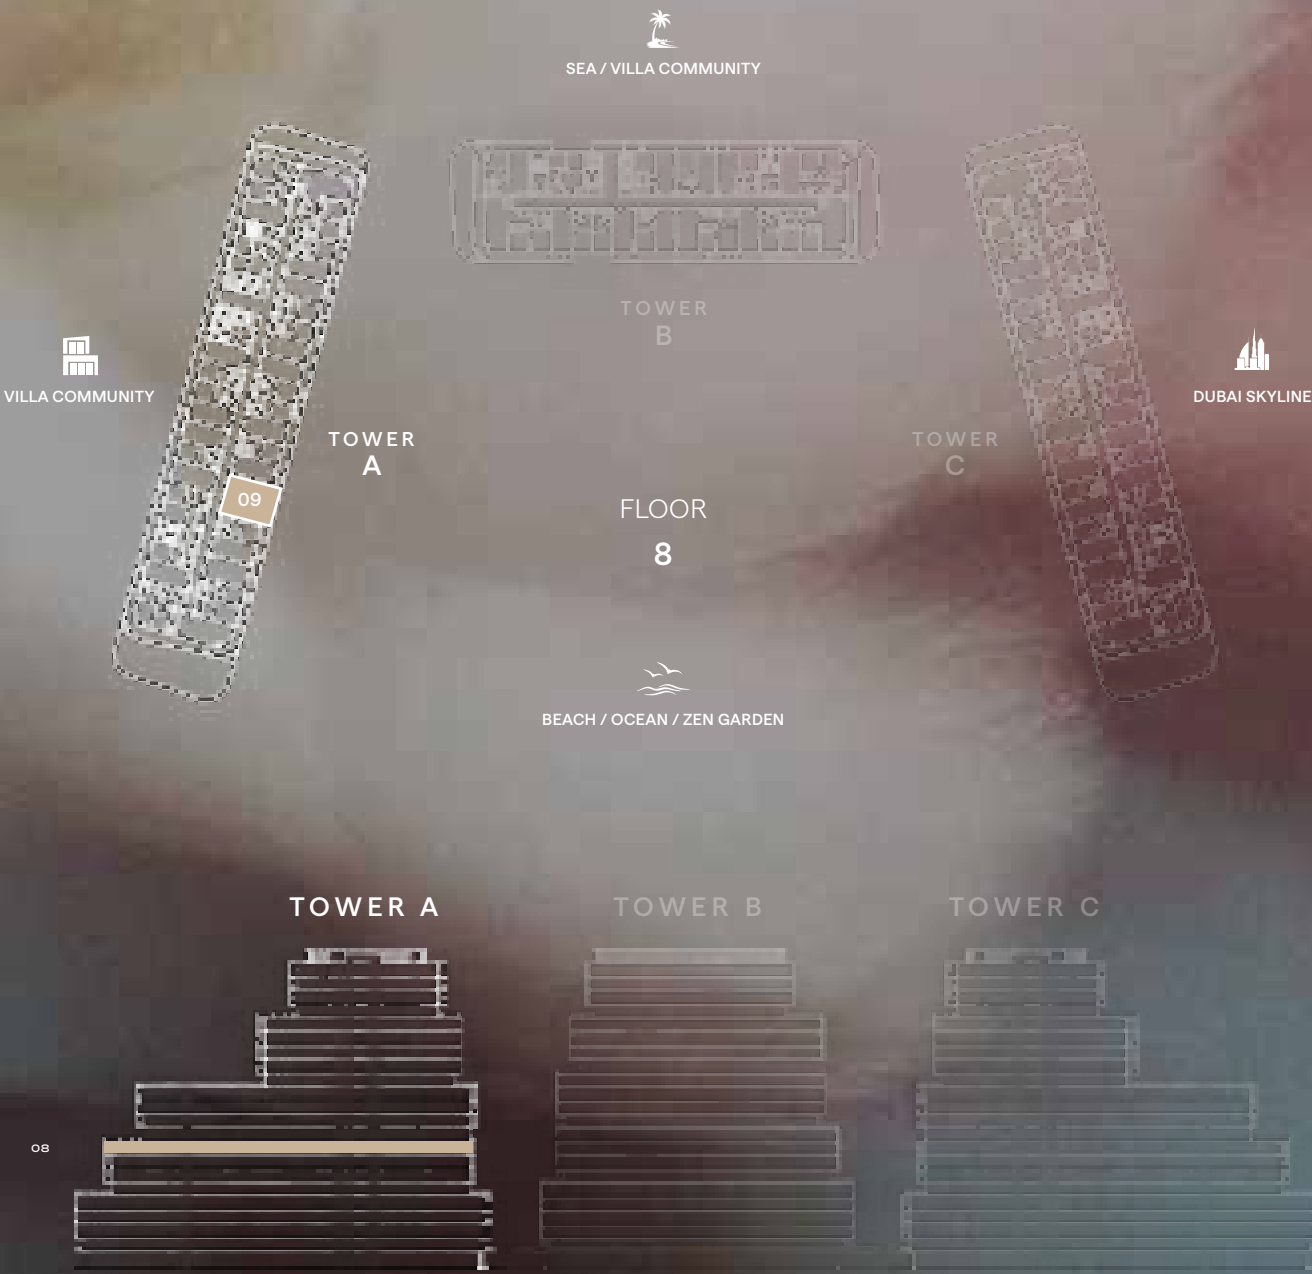 SEA / VILLA COMMUNITY
TOWER
B
VILLA COMMUNITY
DUBAI SKYLINE
TOWER
A
TOWER
C
09
FLOOR
8
BEACH / OCEAN / ZEN GARDEN
TOWER A
TOWER B
TOWER C
08